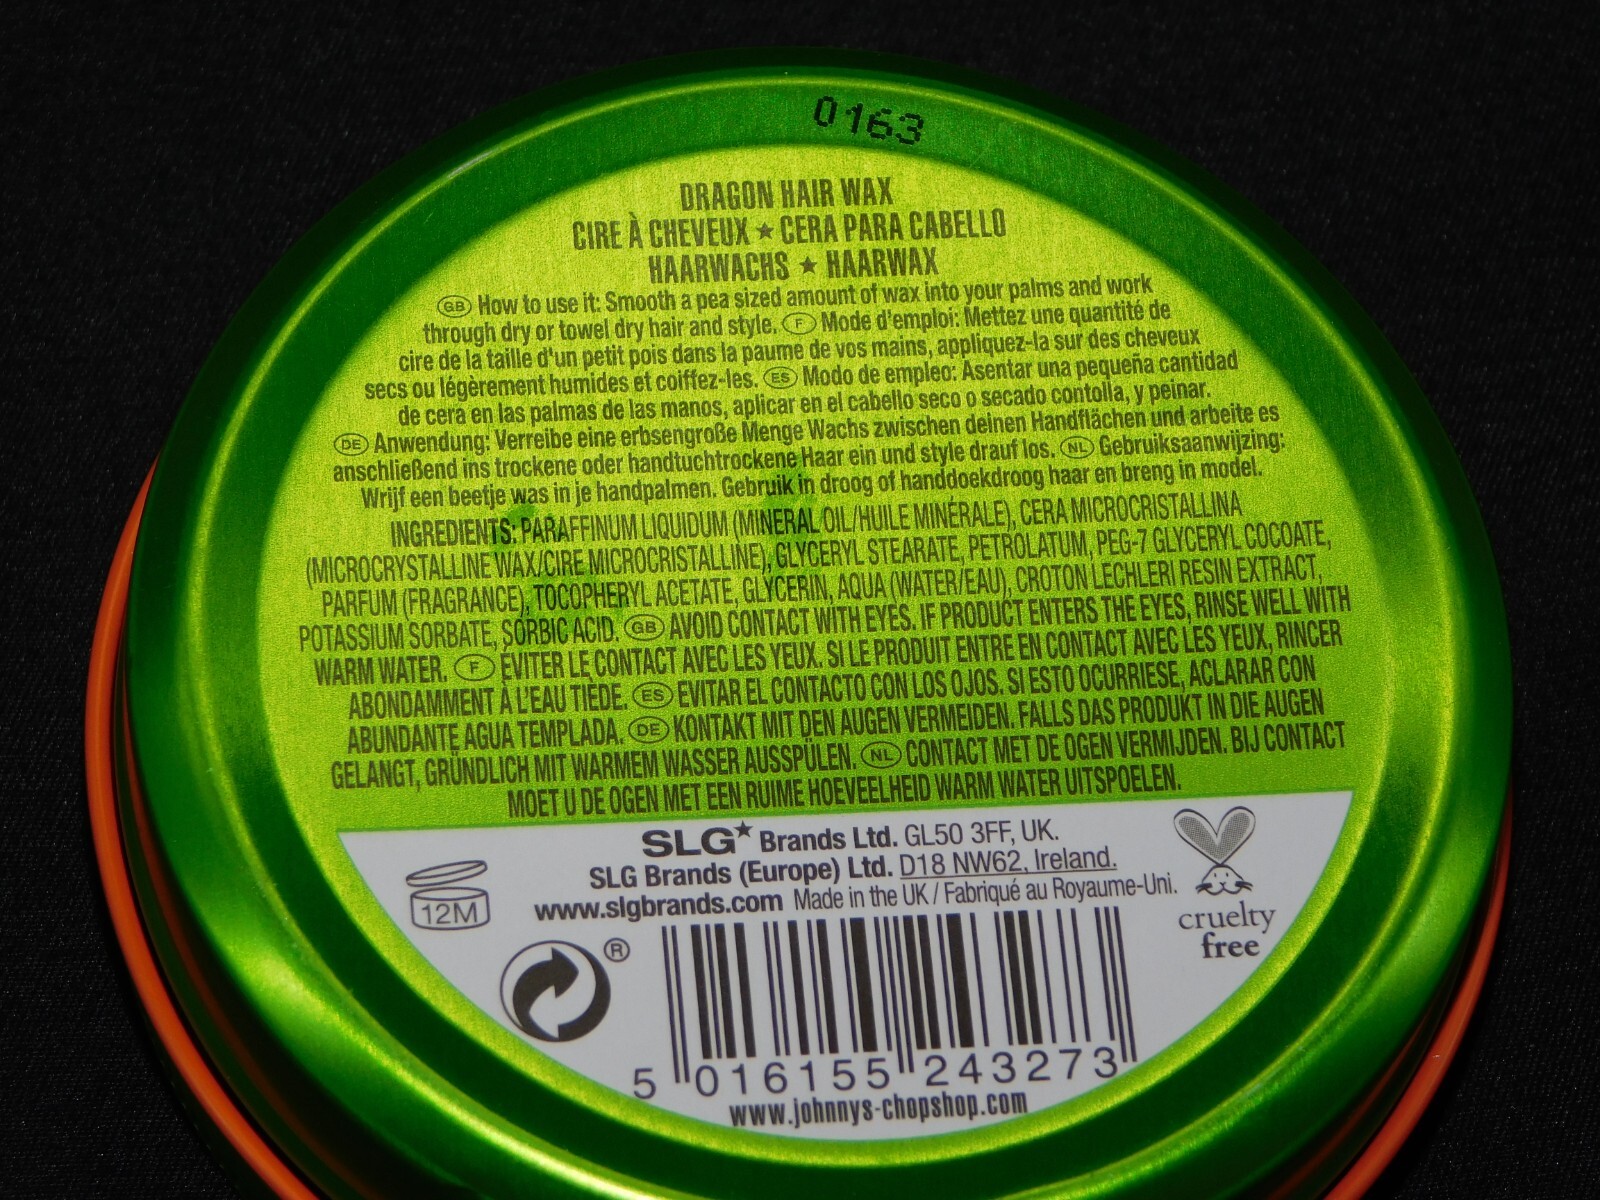 0163
DRAGON HAIR WAX
CIRE À CHEVEUX ★ CERA PARA CABELLO
HAARWACHS ★ HAARWAX
GB How to use it: Smooth a pea sized amount of wax into your palms and work
through dry or towel dry hair and style. F Mode d'emploi: Mettez une quantité de
cire de la taille d'un petit pois dans la paume de vos mains, appliquez-la sur des cheveux
secs ou légèrement humides et coiffez-les. ES Modo de empleo: Asentar una pequeña cantidad
de cera en las palmas de las manos, aplicar en el cabello seco o secado contolla, y peinar.
DE Anwendung: Verreibe eine erbsengroße Menge Wachs zwischen deinen Handflächen und arbeite es
anschließend ins trockene oder handtuchtrockene Haar ein und style drauf los. NL Gebruiksaanwijzing:
Wrijf een beetje was in je handpalmen. Gebruik in droog of handdoekdroog haar en breng in model.
INGREDIENTS: PARAFFINUM LIQUIDUM (MINERAL OIL/HUILE MINÉRALE), CERA MICROCRISTALLINA
(MICROCRYSTALLINE WAX/CIRE MICROCRISTALLINE), GLYCERYL STEARATE, PETROLATUM, PEG-7 GLYCERYL COCOATE,
PARFUM (FRAGRANCE), TOCOPHERYL ACETATE, GLYCERIN, AQUA (WATER/EAU), CROTON LECHLERI RESIN EXTRACT,
POTASSIUM SORBATE, SORBIC ACID. GB AVOID CONTACT WITH EYES. IF PRODUCT ENTERS THE EYES, RINSE WELL WITH
WARM WATER. F ÉVITER LE CONTACT AVEC LES YEUX. SI LE PRODUIT ENTRE EN CONTACT AVEC LES YEUX, RINCER
ABONDAMMENT À L'EAU TIEDE. ES EVITAR EL CONTACTO CON LOS OJOS. SI ESTO OCURRIESE, ACLARAR CON
ABUNDANTE AGUA TEMPLADA. DE KONTAKT MIT DEN AUGEN VERMEIDEN. FALLS DAS PRODUKT IN DIE AUGEN
GELANGT, GRÜNDLICH MIT WARMEM WASSER AUSSPÜLEN. NL CONTACT MET DE OGEN VERMIJDEN. BIJ CONTACT
MOET U DE OGEN MET EEN RUIME HOEVEELHEID WARM WATER UITSPOELEN.
SLG★ Brands Ltd. GL50 3FF, UK.
SLG Brands (Europe) Ltd. D18 NW62, Ireland.
www.slgbrands.com Made in the UK / Fabriqué au Royaume-Uni.
12M
cruelty
free
®
5 016155 243273
www.johnnys-chopshop.com